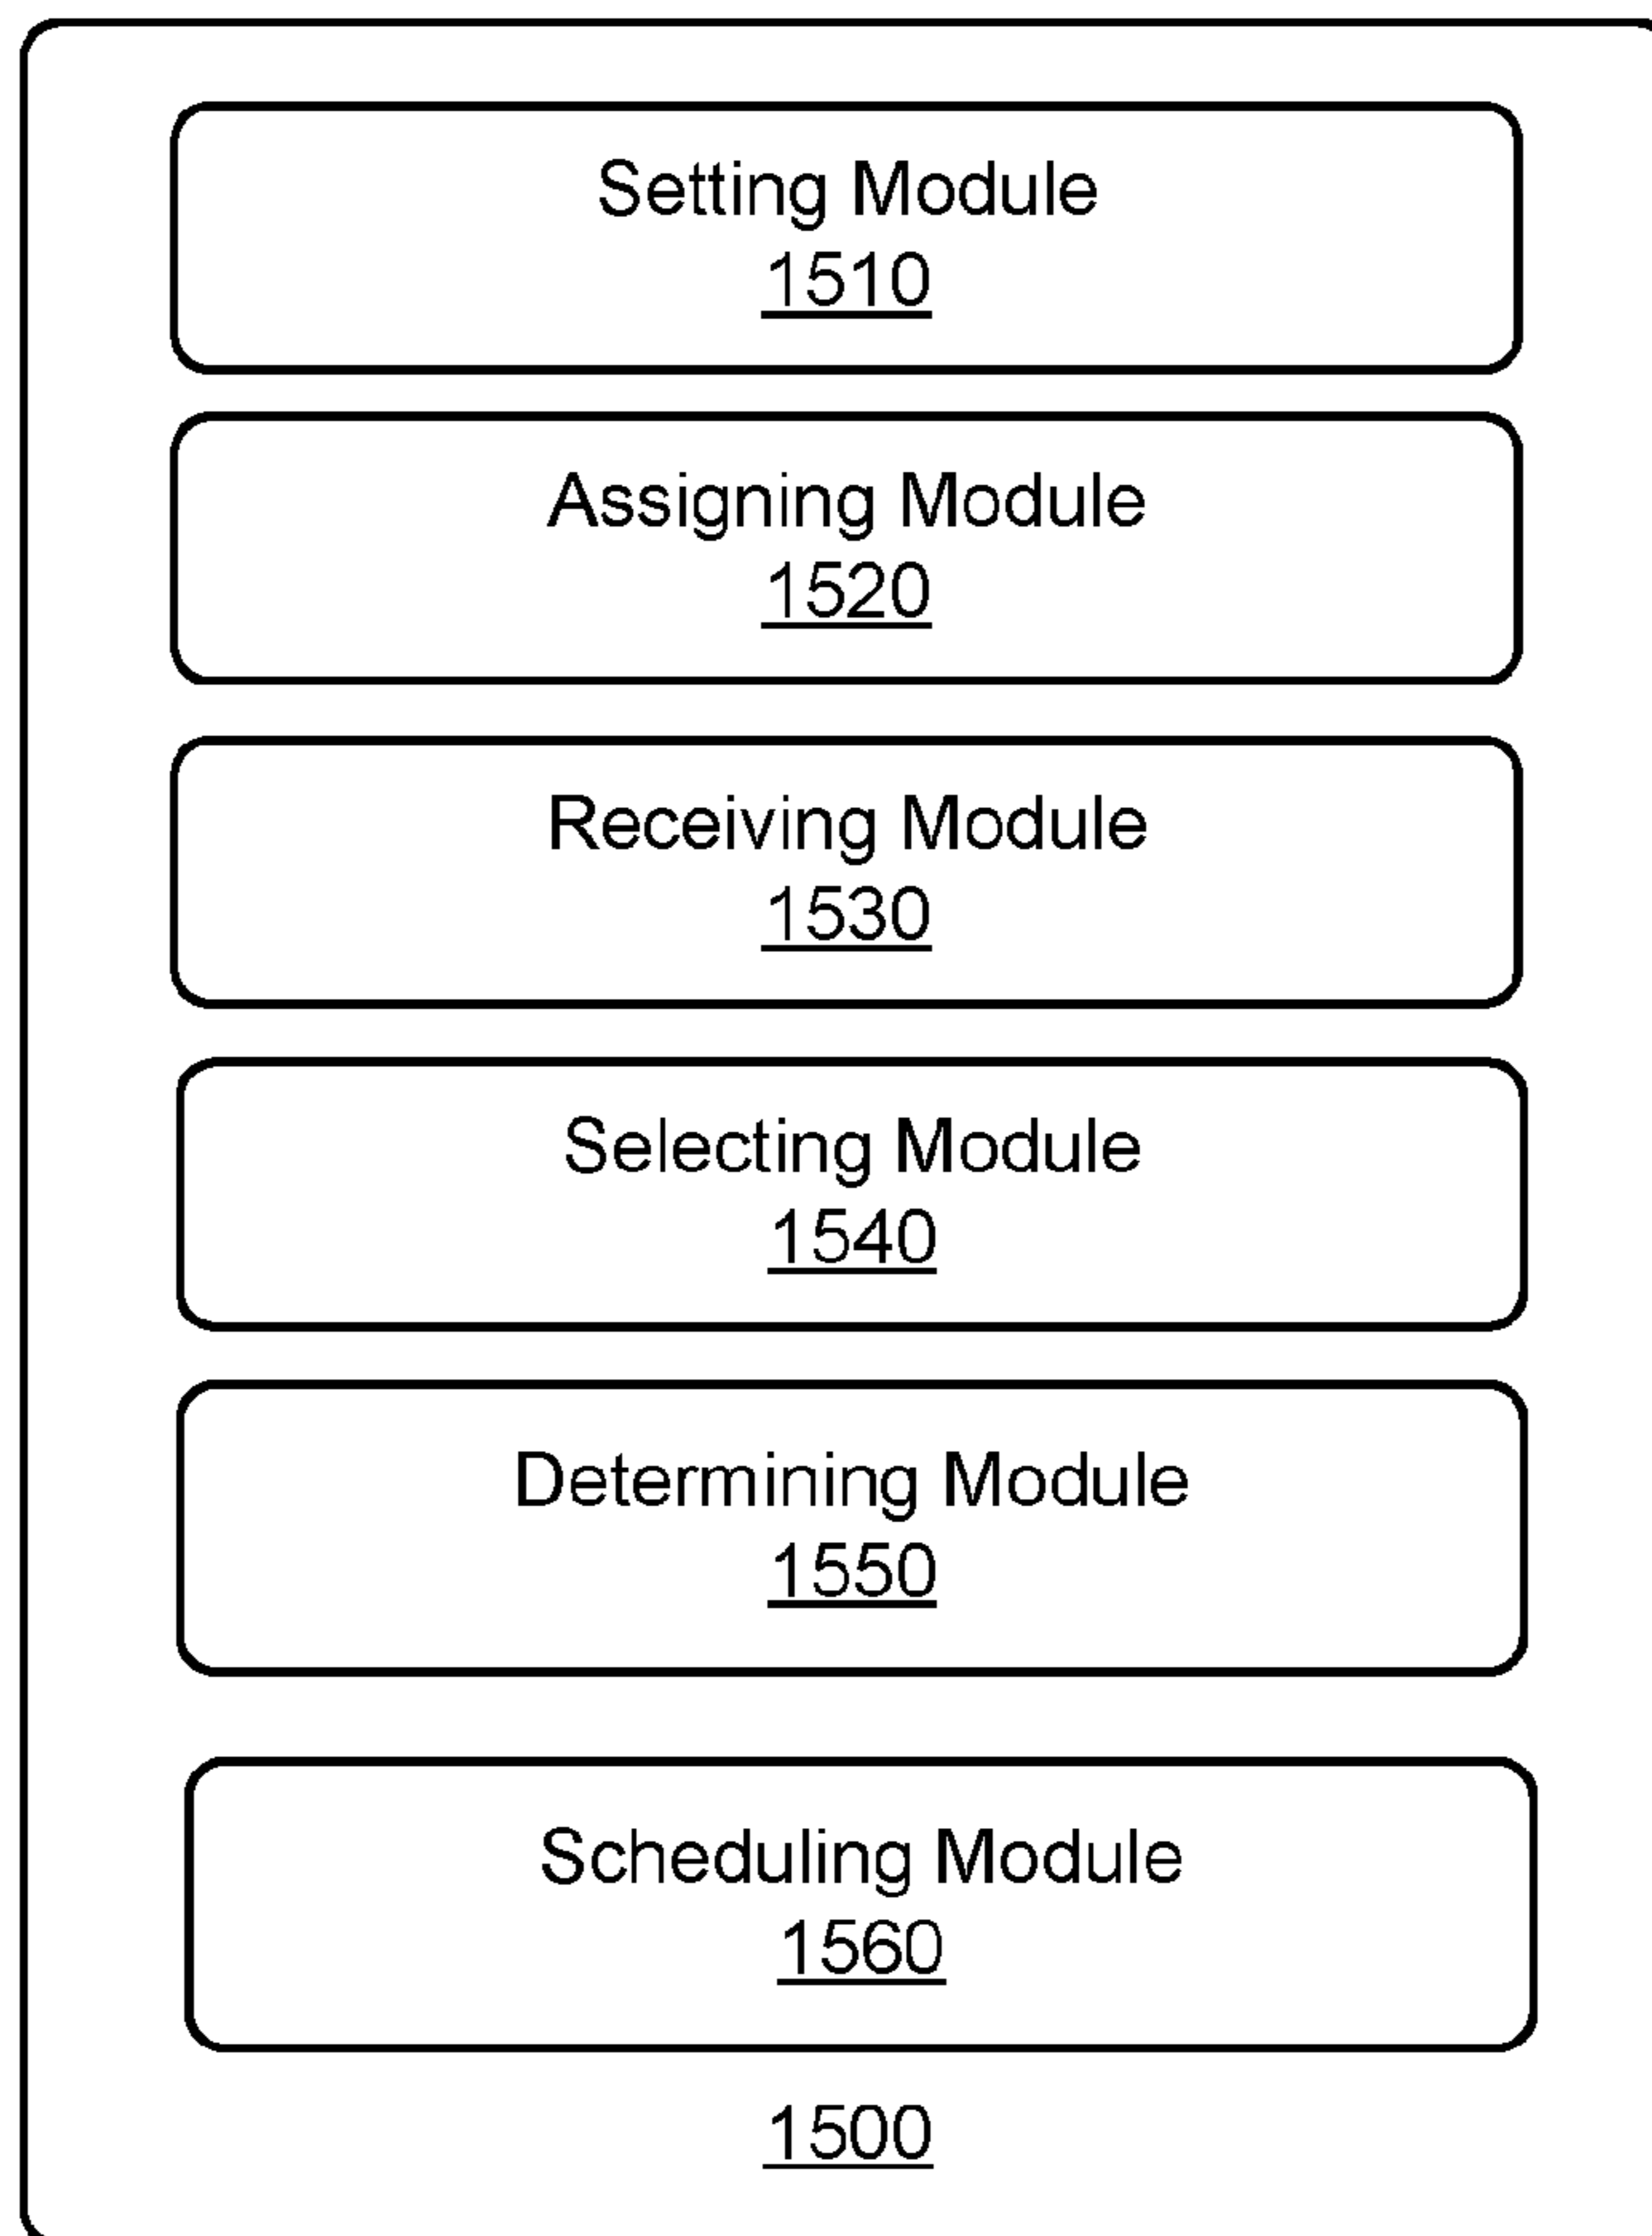 Setting Module
1510
Assigning Module
1520
Receiving Module
1530
Selecting Module
1540
Determining Module
1550
Scheduling Module
1560
1500